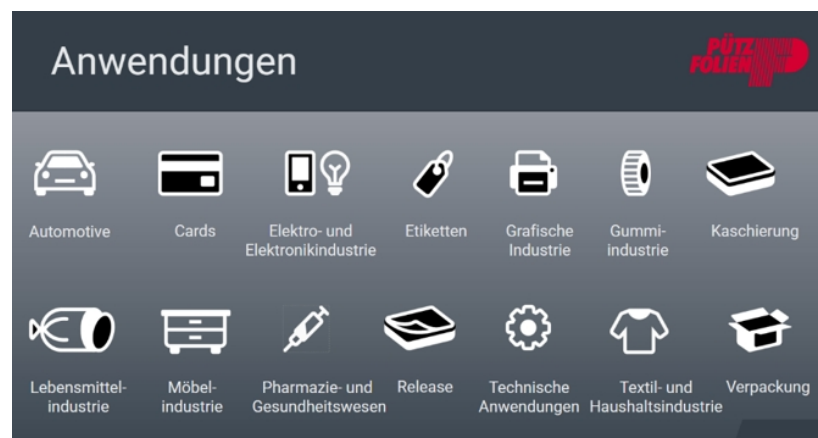 Anwendungen
PÜTZ
FOLIEN
Automotive
Cards
Elektro- und
Elektronikindustrie
Etiketten
Grafische
Industrie
Gummi-
industrie
Kaschierung
Lebensmittel-
industrie
Möbel-
industrie
Pharmazie- und
Gesundheitswesen
Release
Technische
Anwendungen
Textil- und
Haushaltsindustrie
Verpackung